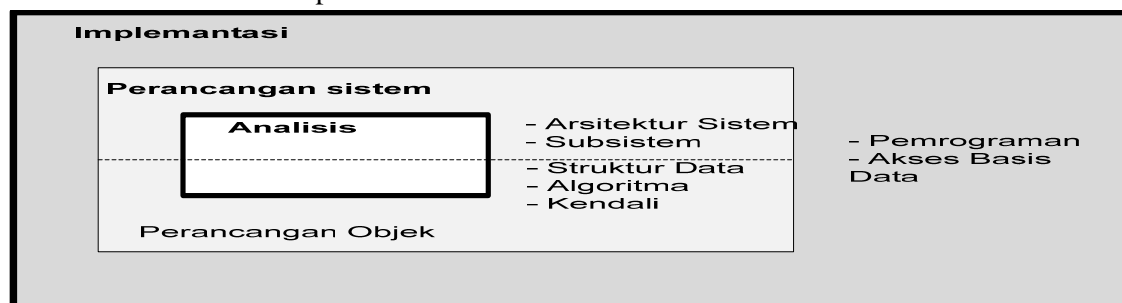 Implemantasi
Perancangan sistem
Analisis
- Arsitektur Sistem
- Subsistem
- Struktur Data
- Algoritma
- Kendali
Perancangan Objek
- Pemrograman
- Akses Basis
Data